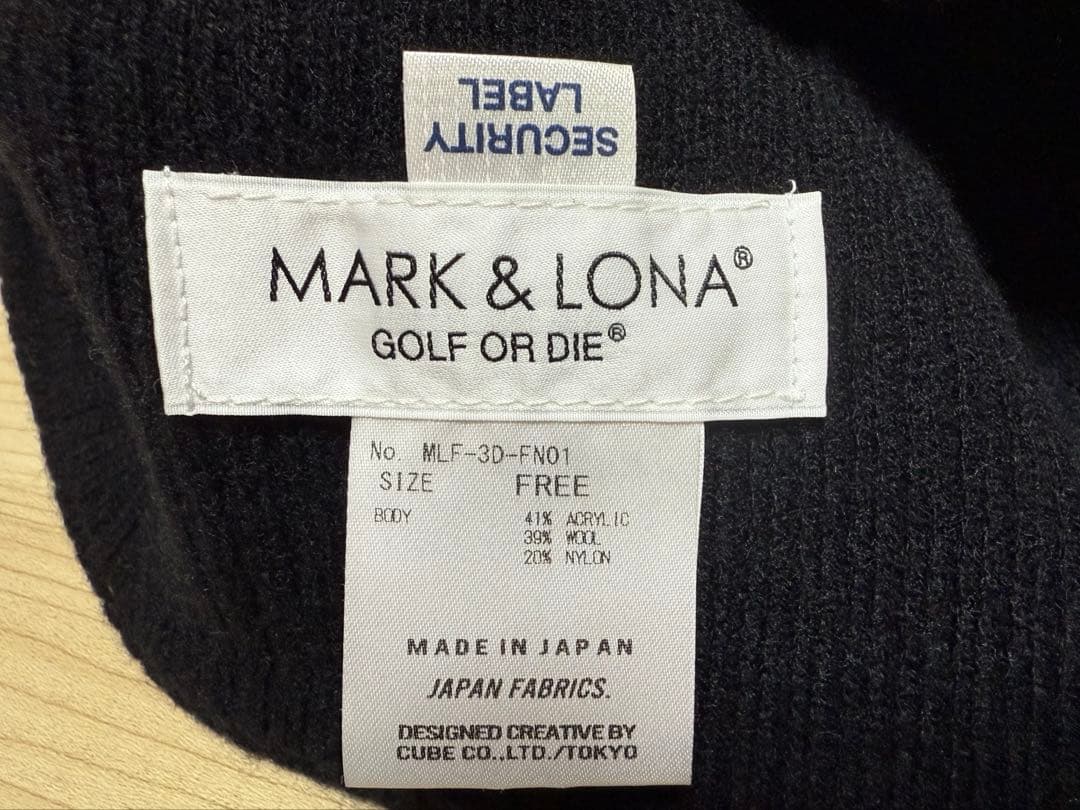 SECURITY
LABEL
MARK & LONA®
GOLF OR DIE®
No. MLF-3D-FN01
SIZE FREE
BODY 41% ACRYLIC
39% WOOL
20% NYLON
MADE IN JAPAN
JAPAN FABRICS.
DESIGNED CREATIVE BY
CUBE CO.,LTD./TOKYO